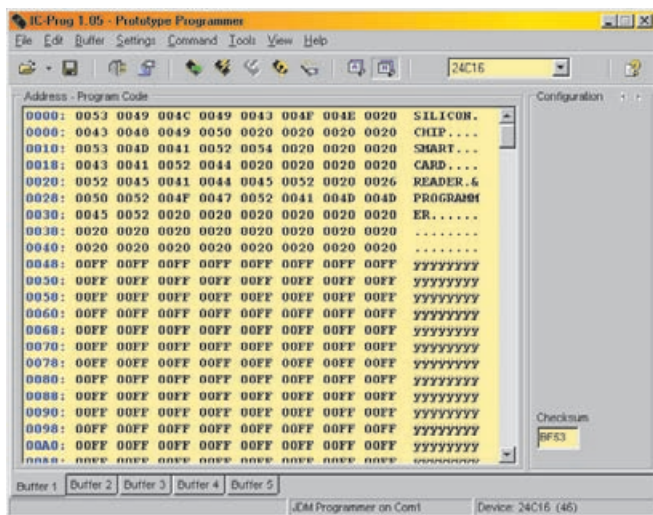 IC-Prog 1.05 - Prototype Programmer
File Edit Buffer Settings Command Tools View Help
24C16
Address - Program Code
Configuration
0000: 0053 0049 004C 0049 0043 004F 004E 0020 SILICON.
0008: 0043 0048 0049 0050 0020 0020 0020 0020 CHIP....
0010: 0053 004D 0041 0052 0054 0020 0020 0020 SMART...
0018: 0043 0041 0052 0044 0020 0020 0020 0020 CARD....
0020: 0052 0045 0041 0044 0045 0052 0020 0026 READER.&
0028: 0050 0052 004F 0047 0052 0041 004D 004D PROGRAMM
0030: 0045 0052 0020 0020 0020 0020 0020 0020 ER......
0038: 0020 0020 0020 0020 0020 0020 0020 0020 ........
0040: 0020 0020 0020 0020 0020 0020 0020 0020 ........
0048: 00FF 00FF 00FF 00FF 00FF 00FF 00FF 00FF ÿÿÿÿÿÿÿÿ
0050: 00FF 00FF 00FF 00FF 00FF 00FF 00FF 00FF ÿÿÿÿÿÿÿÿ
0058: 00FF 00FF 00FF 00FF 00FF 00FF 00FF 00FF ÿÿÿÿÿÿÿÿ
0060: 00FF 00FF 00FF 00FF 00FF 00FF 00FF 00FF ÿÿÿÿÿÿÿÿ
0068: 00FF 00FF 00FF 00FF 00FF 00FF 00FF 00FF ÿÿÿÿÿÿÿÿ
0070: 00FF 00FF 00FF 00FF 00FF 00FF 00FF 00FF ÿÿÿÿÿÿÿÿ
0078: 00FF 00FF 00FF 00FF 00FF 00FF 00FF 00FF ÿÿÿÿÿÿÿÿ
0080: 00FF 00FF 00FF 00FF 00FF 00FF 00FF 00FF ÿÿÿÿÿÿÿÿ
0088: 00FF 00FF 00FF 00FF 00FF 00FF 00FF 00FF ÿÿÿÿÿÿÿÿ
0090: 00FF 00FF 00FF 00FF 00FF 00FF 00FF 00FF ÿÿÿÿÿÿÿÿ
0098: 00FF 00FF 00FF 00FF 00FF 00FF 00FF 00FF ÿÿÿÿÿÿÿÿ
00A0: 00FF 00FF 00FF 00FF 00FF 00FF 00FF 00FF ÿÿÿÿÿÿÿÿ
Checksum
BF53
Buffer 1 Buffer 2 Buffer 3 Buffer 4 Buffer 5
JDM Programmer on Com1 Device: 24C16 (46)